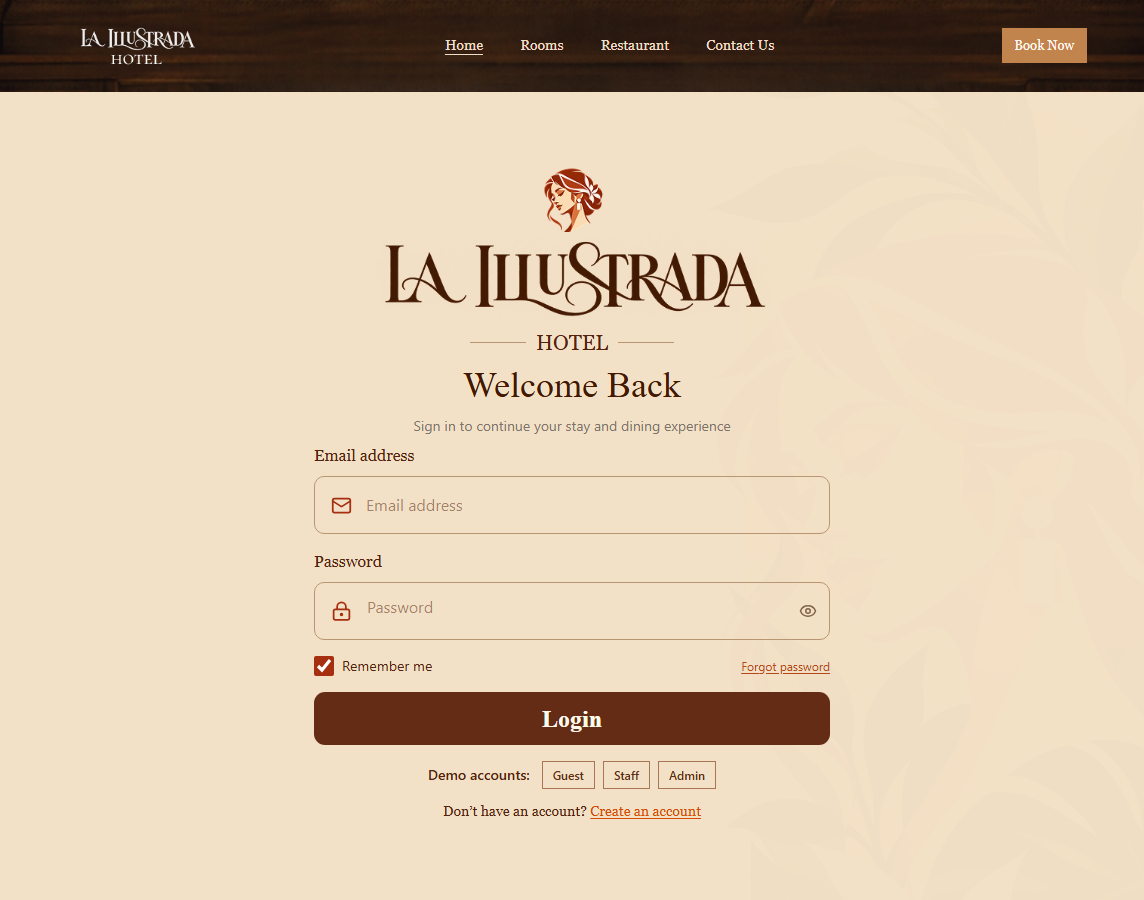 LA ILLUSTRADA
HOTEL
Home Rooms Restaurant Contact Us
Book Now
LA ILLUSTRADA
HOTEL
Welcome Back
Sign in to continue your stay and dining experience
Email address
Email address
Password
Password
Remember me Forgot password
Login
Demo accounts: Guest Staff Admin
Don’t have an account? Create an account